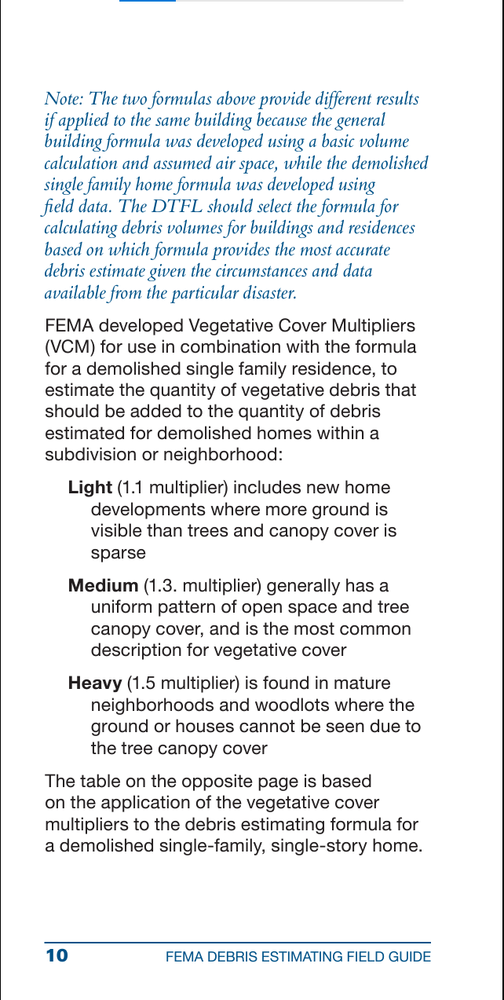 Note: The two formulas above provide different results
if applied to the same building because the general
building formula was developed using a basic volume
calculation and assumed air space, while the demolished
single family home formula was developed using
field data. The DTFL should select the formula for
calculating debris volumes for buildings and residences
based on which formula provides the most accurate
debris estimate given the circumstances and data
available from the particular disaster.
FEMA developed Vegetative Cover Multipliers
(VCM) for use in combination with the formula
for a demolished single family residence, to
estimate the quantity of vegetative debris that
should be added to the quantity of debris
estimated for demolished homes within a
subdivision or neighborhood:
Light (1.1 multiplier) includes new home
developments where more ground is
visible than trees and canopy cover is
sparse
Medium (1.3. multiplier) generally has a
uniform pattern of open space and tree
canopy cover, and is the most common
description for vegetative cover
Heavy (1.5 multiplier) is found in mature
neighborhoods and woodlots where the
ground or houses cannot be seen due to
the tree canopy cover
The table on the opposite page is based
on the application of the vegetative cover
multipliers to the debris estimating formula for
a demolished single-family, single-story home.
10 FEMA DEBRIS ESTIMATING FIELD GUIDE